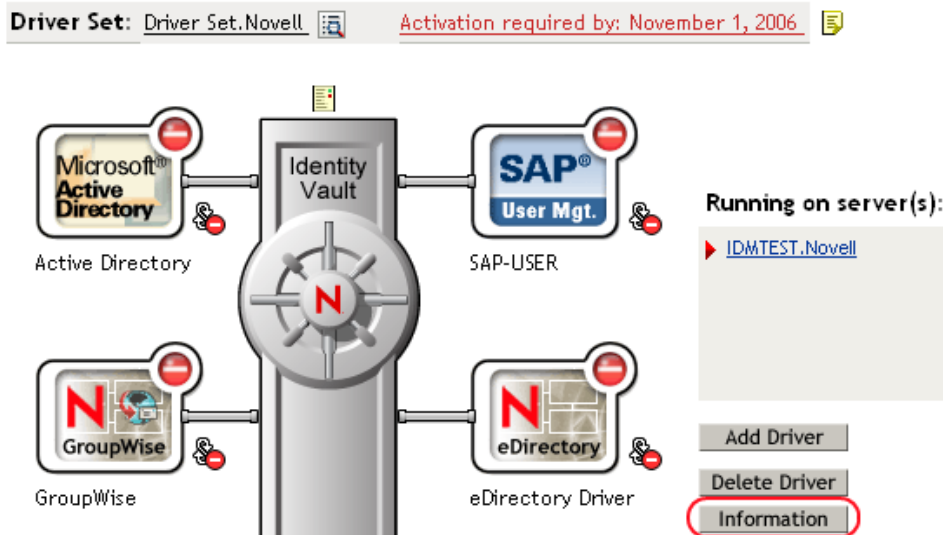 Driver Set: Driver Set.Novell Activation required by: November 1, 2006
Microsoft®
Active
Directory
Active Directory
Identity
Vault
N
SAP®
User Mgt.
SAP-USER
Running on server(s):
IDMTEST.Novell
N
GroupWise
GroupWise
N
eDirectory
eDirectory Driver
Add Driver
Delete Driver
Information